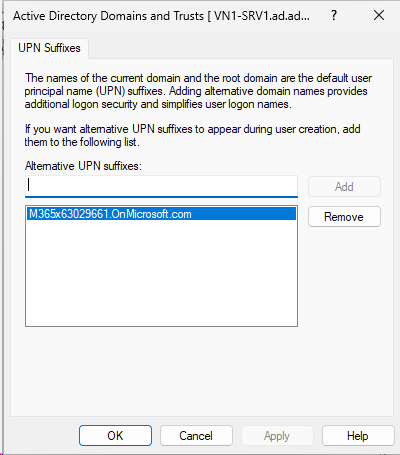 Active Directory Domains and Trusts [ VN1-SRV1.ad.ad...
UPN Suffixes
The names of the current domain and the root domain are the default user
principal name (UPN) suffixes. Adding alternative domain names provides
additional logon security and simplifies user logon names.
If you want alternative UPN suffixes to appear during user creation, add
them to the following list.
Alternative UPN suffixes:
Add
M365x63029661.OnMicrosoft.com
Remove
OK
Cancel
Apply
Help